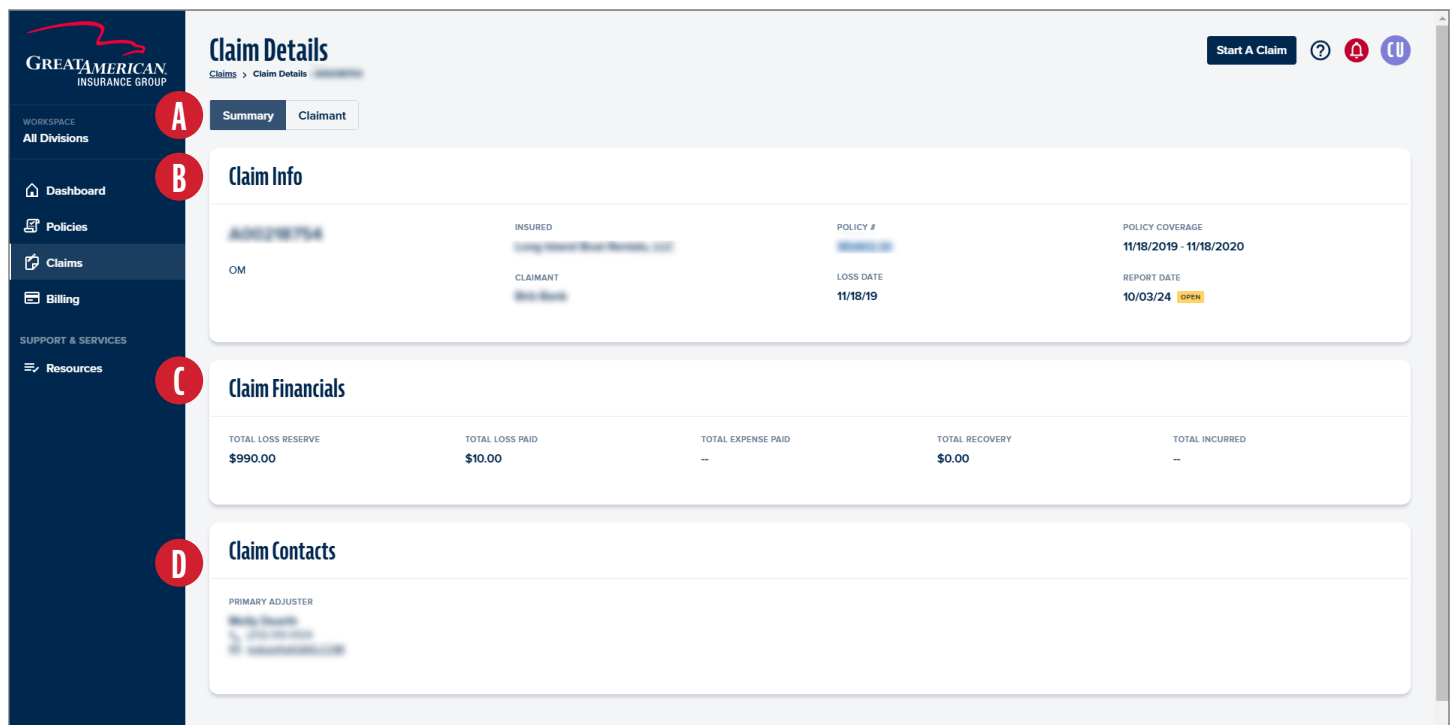 GREATAMERICAN
INSURANCE GROUP
WORKSPACE
All Divisions
Dashboard
Policies
Claims
Billing
SUPPORT & SERVICES
Resources
Claim Details
Claims > Claim Details
Start A Claim
?
CU
A
Summary Claimant
B
Claim Info
INSURED POLICY # POLICY COVERAGE
11/18/2019 - 11/18/2020
OM
CLAIMANT LOSS DATE REPORT DATE
11/18/19 10/03/24 OPEN
C
Claim Financials
TOTAL LOSS RESERVE TOTAL LOSS PAID TOTAL EXPENSE PAID TOTAL RECOVERY TOTAL INCURRED
$990.00 $10.00 -- $0.00 --
D
Claim Contacts
PRIMARY ADJUSTER